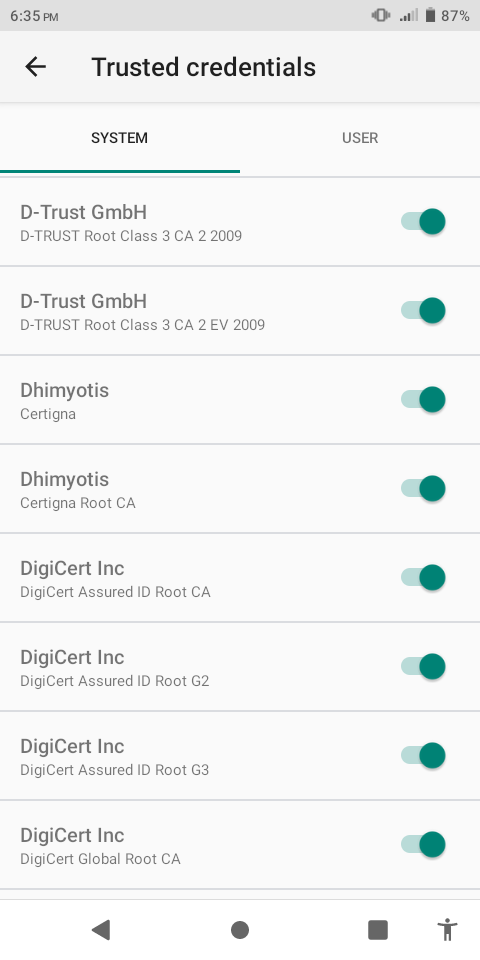 6:35 PM 87%
Trusted credentials
SYSTEM USER
D-Trust GmbH
D-TRUST Root Class 3 CA 2 2009
D-Trust GmbH
D-TRUST Root Class 3 CA 2 EV 2009
Dhimyotis
Certigna
Dhimyotis
Certigna Root CA
DigiCert Inc
DigiCert Assured ID Root CA
DigiCert Inc
DigiCert Assured ID Root G2
DigiCert Inc
DigiCert Assured ID Root G3
DigiCert Inc
DigiCert Global Root CA